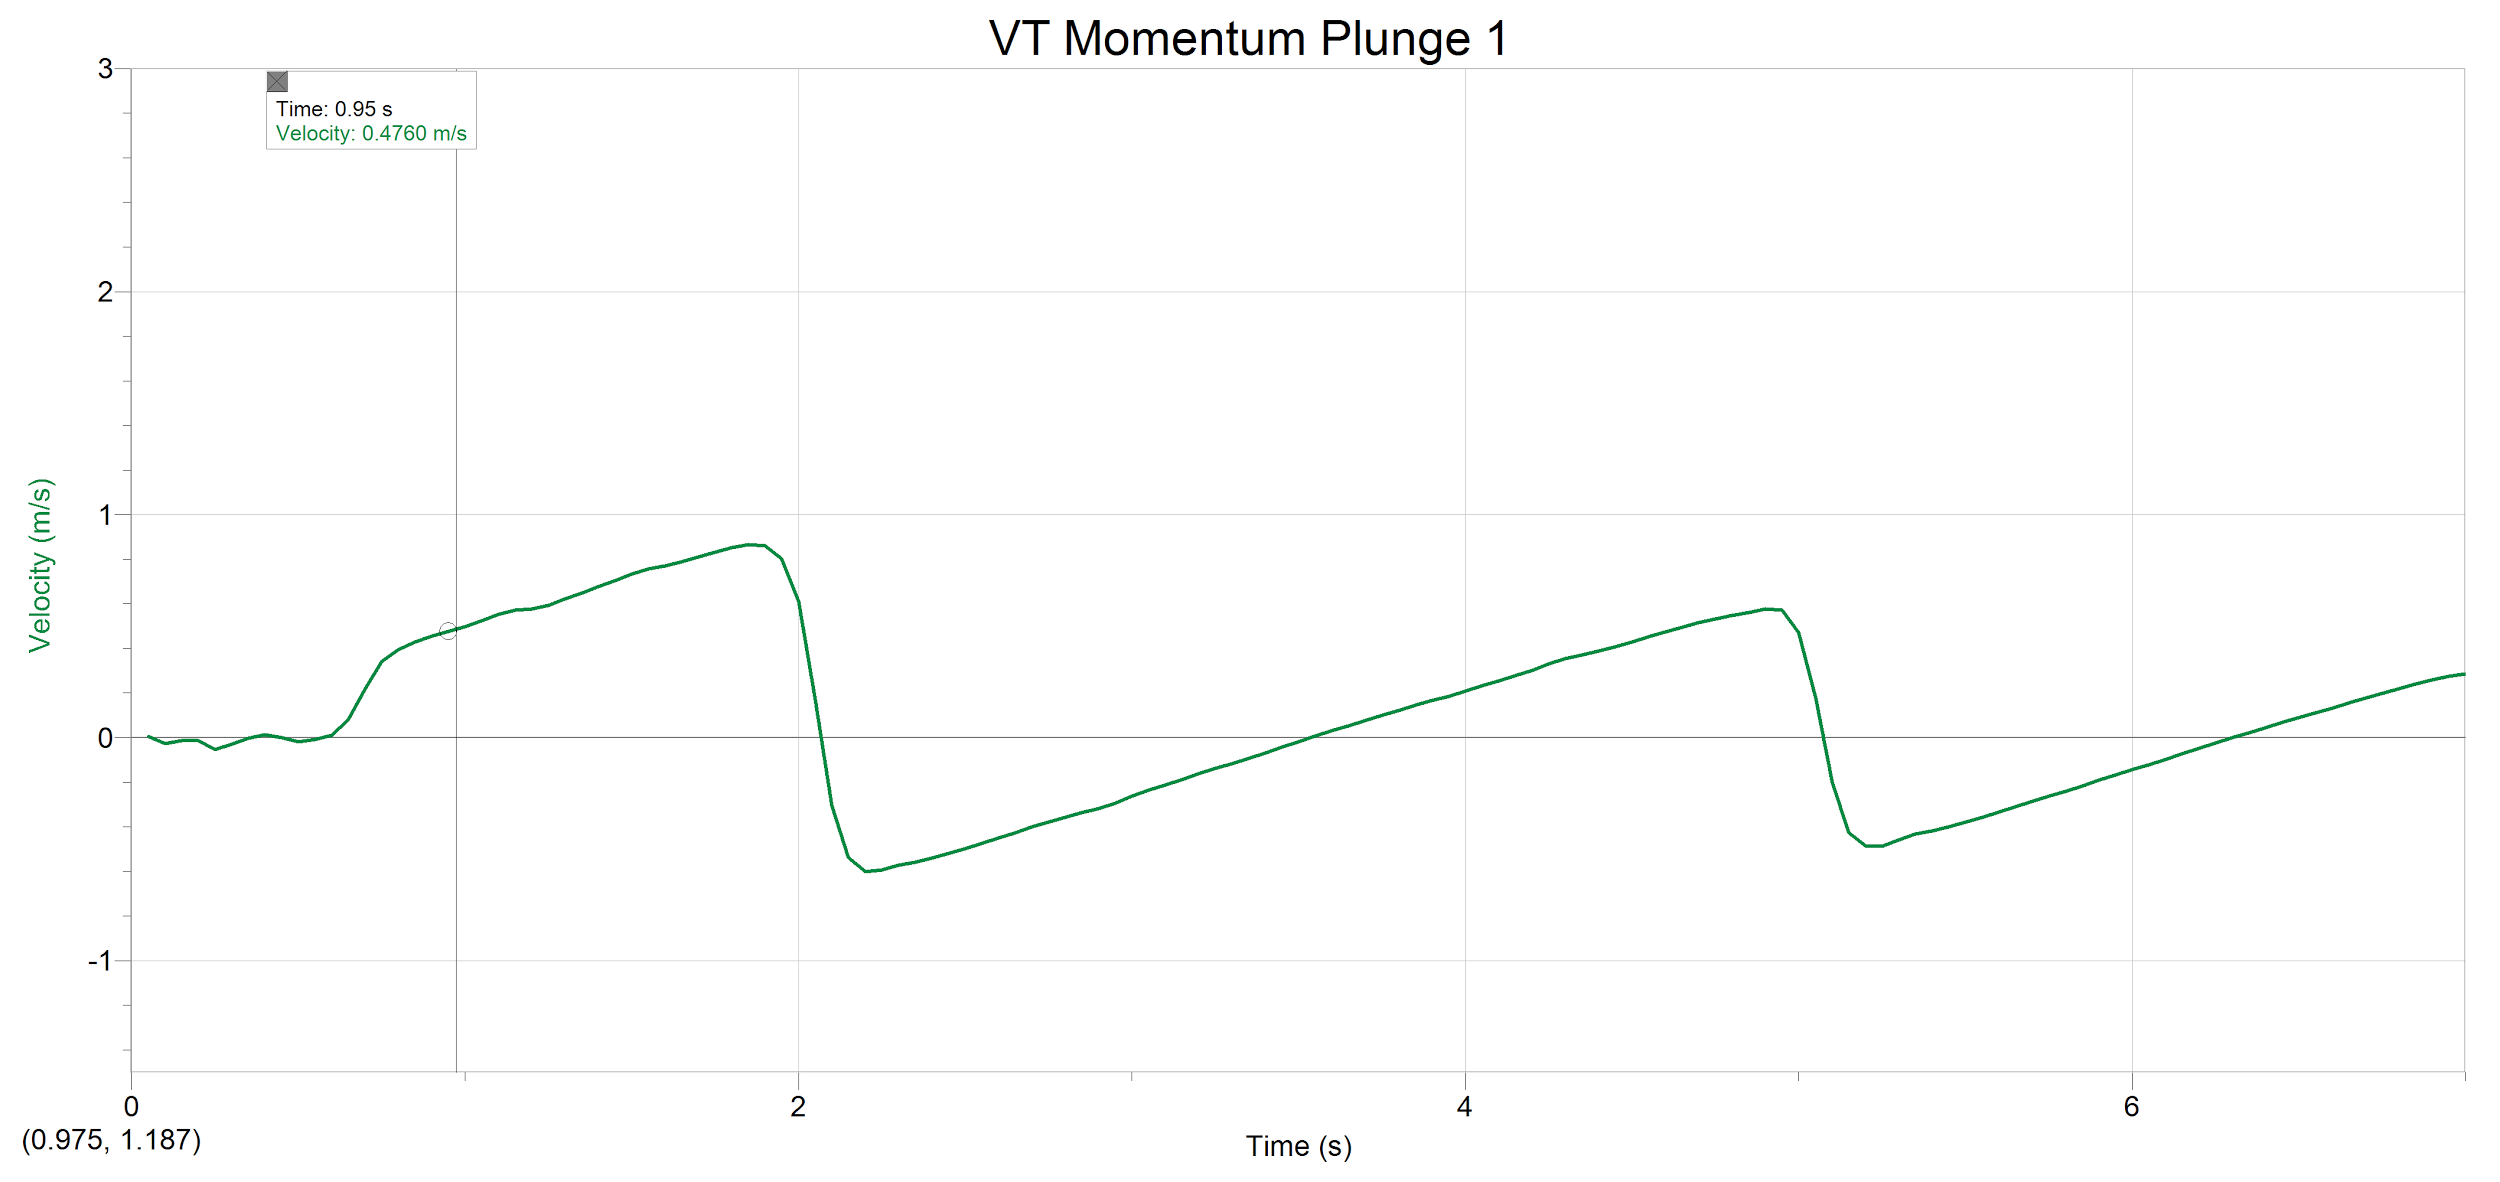 VT Momentum Plunge 1
3
Time: 0.95 s
Velocity: 0.4760 m/s
2
1
Velocity (m/s)
0
-1
0
2
4
6
(0.975, 1.187)
Time (s)